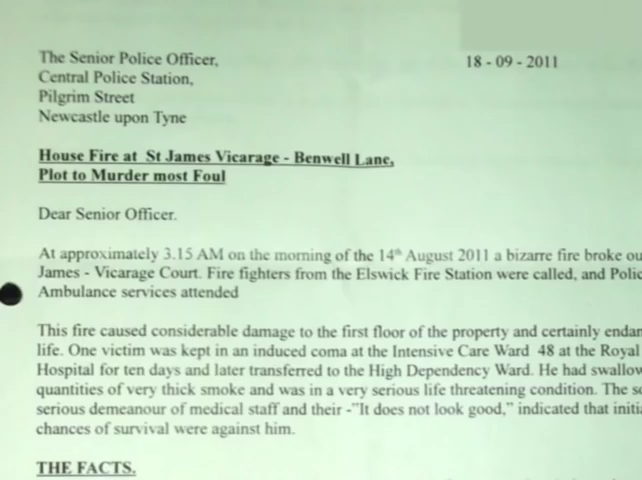 The Senior Police Officer,
18 - 09 - 2011
Central Police Station,
Pilgrim Street
Newcastle upon Tyne
House Fire at St James Vicarage - Benwell Lane,
Plot to Murder most Foul
Dear Senior Officer.
At approximately 3.15 AM on the morning of the 14th August 2011 a bizarre fire broke ou
James - Vicarage Court. Fire fighters from the Elswick Fire Station were called, and Polic
Ambulance services attended
This fire caused considerable damage to the first floor of the property and certainly endan
life. One victim was kept in an induced coma at the Intensive Care Ward 48 at the Royal
Hospital for ten days and later transferred to the High Dependency Ward. He had swallow
quantities of very thick smoke and was in a very serious life threatening condition. The se
serious demeanour of medical staff and their -"It does not look good," indicated that initia
chances of survival were against him.
THE FACTS.